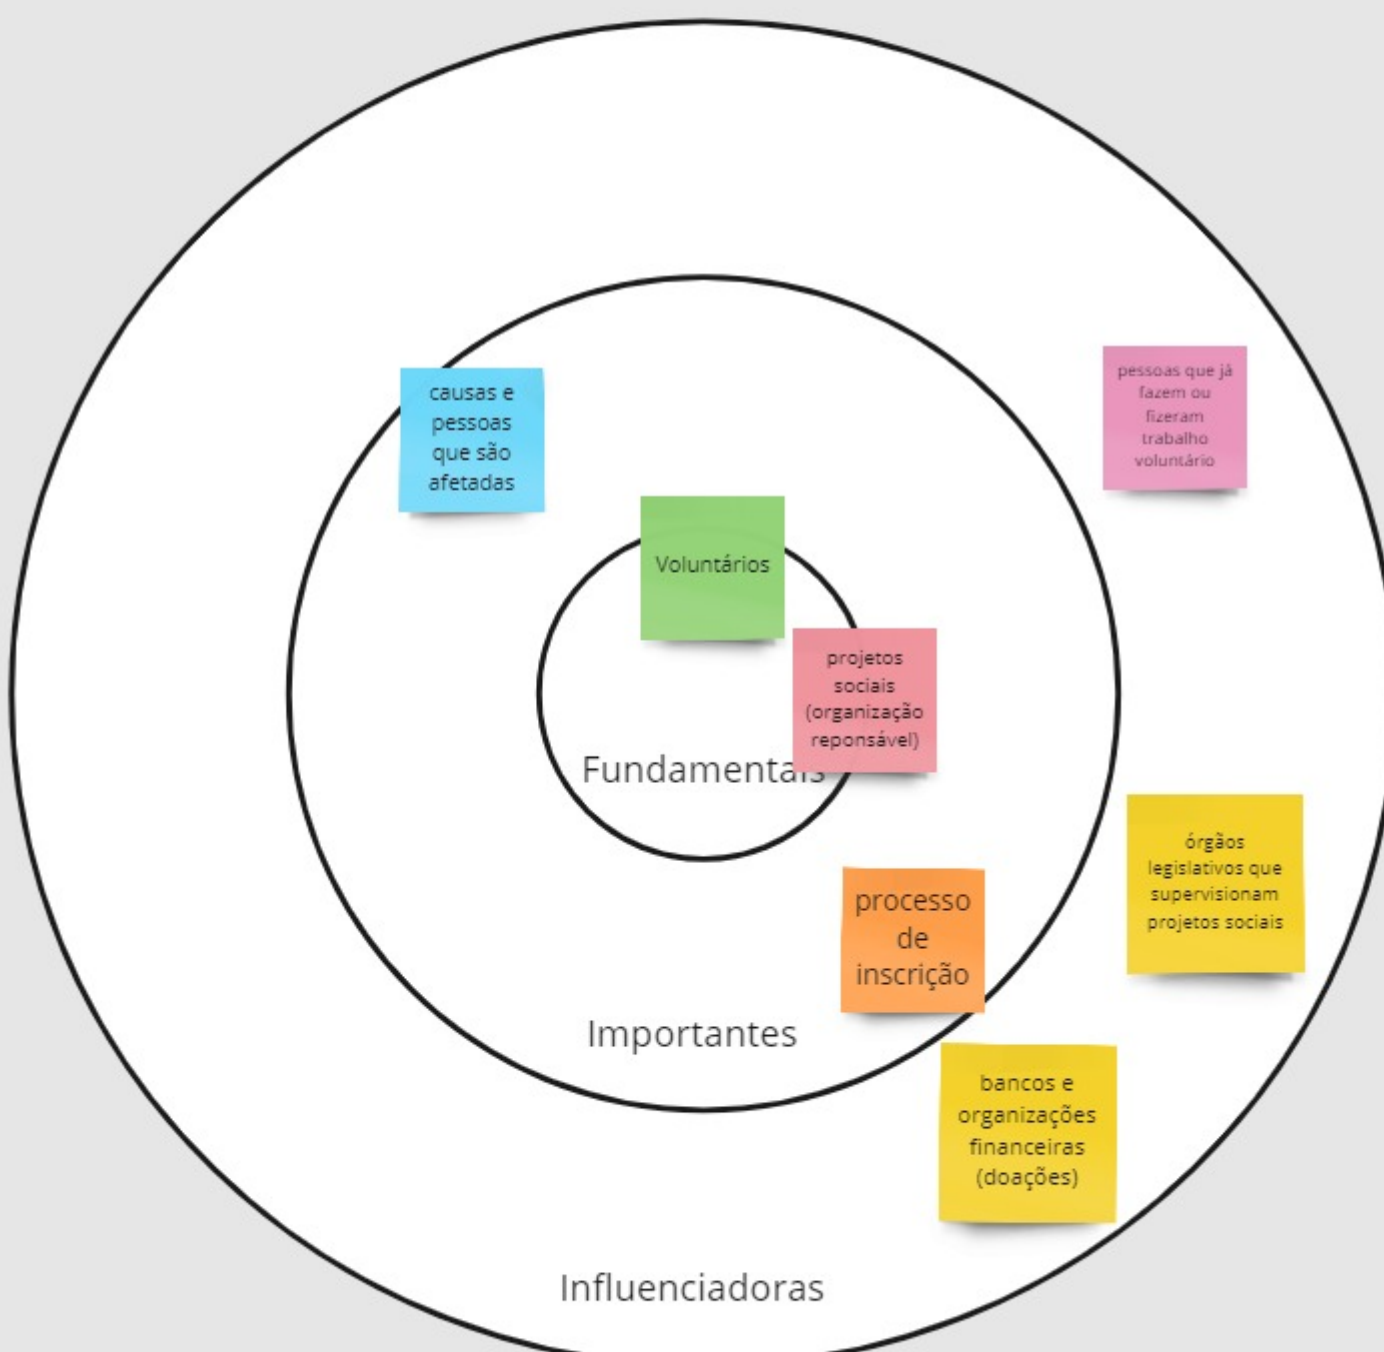 causas e
pessoas
que são
afetadas
pessoas que já
fazem ou
fizeram
trabalho
voluntário
Voluntários
projetos
sociais
(organização
reponsável)
Fundamentais
órgãos
legislativos que
supervisionam
projetos sociais
processo
de
inscrição
Importantes
bancos e
organizações
financeiras
(doações)
Influenciadoras